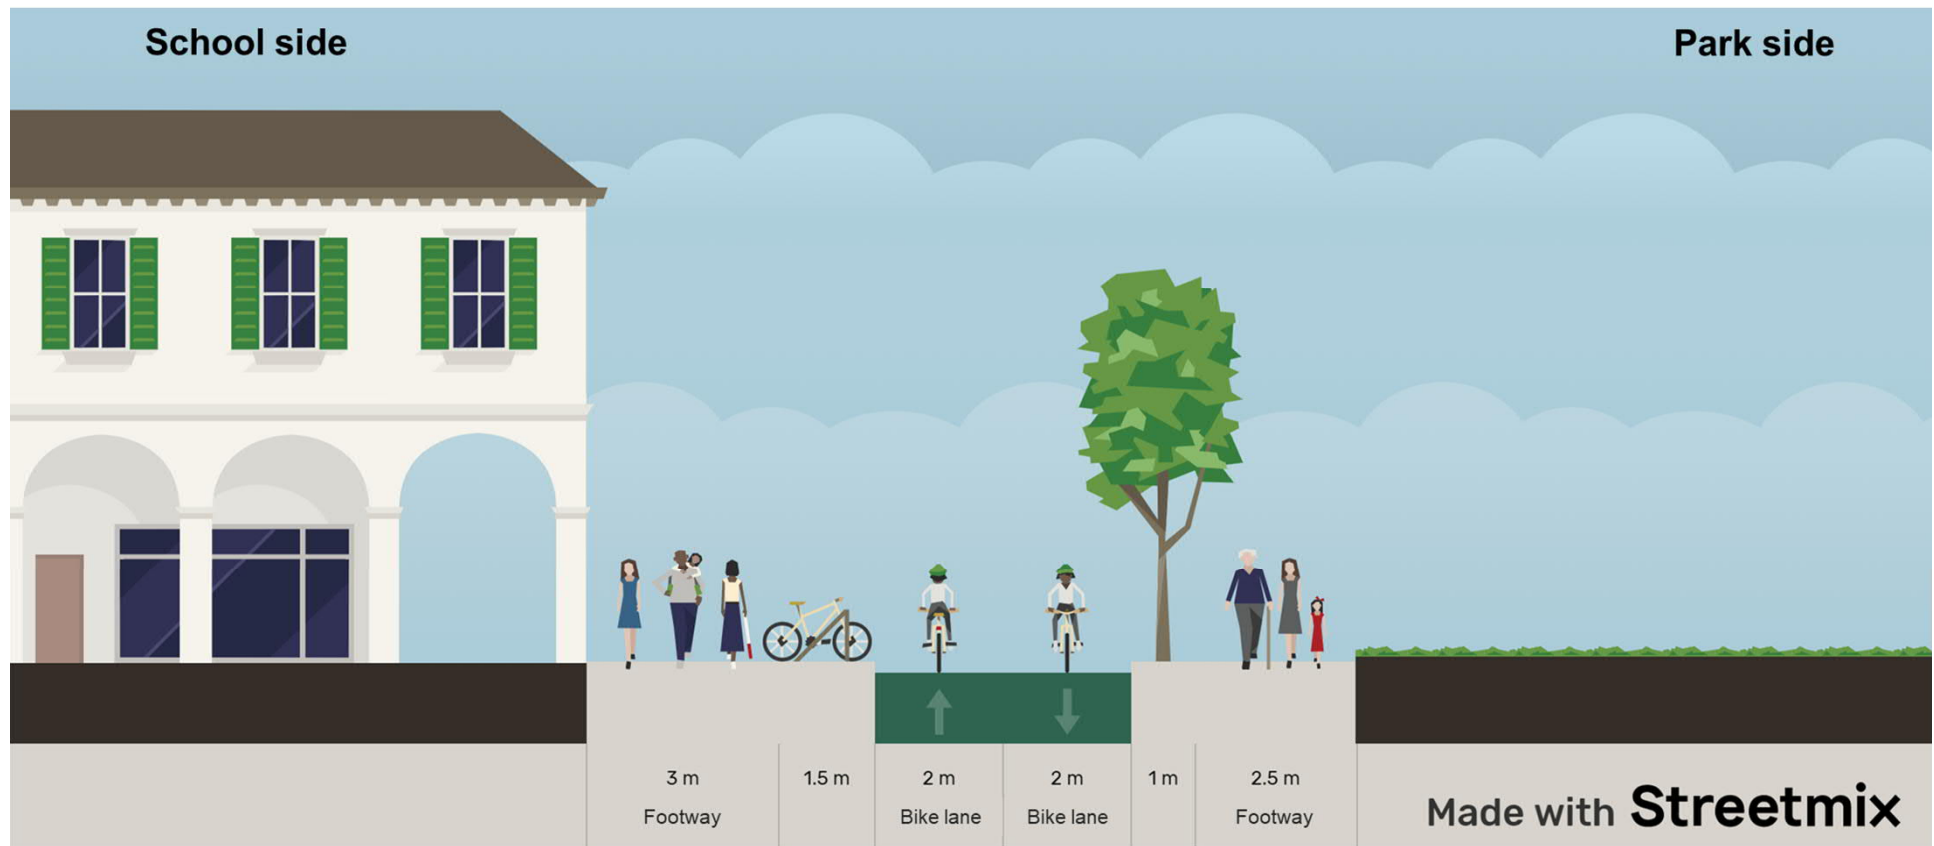 School side
Park side
3 m
Footway
1.5 m
2 m
Bike lane
2 m
Bike lane
1 m
2.5 m
Footway
Made with Streetmix